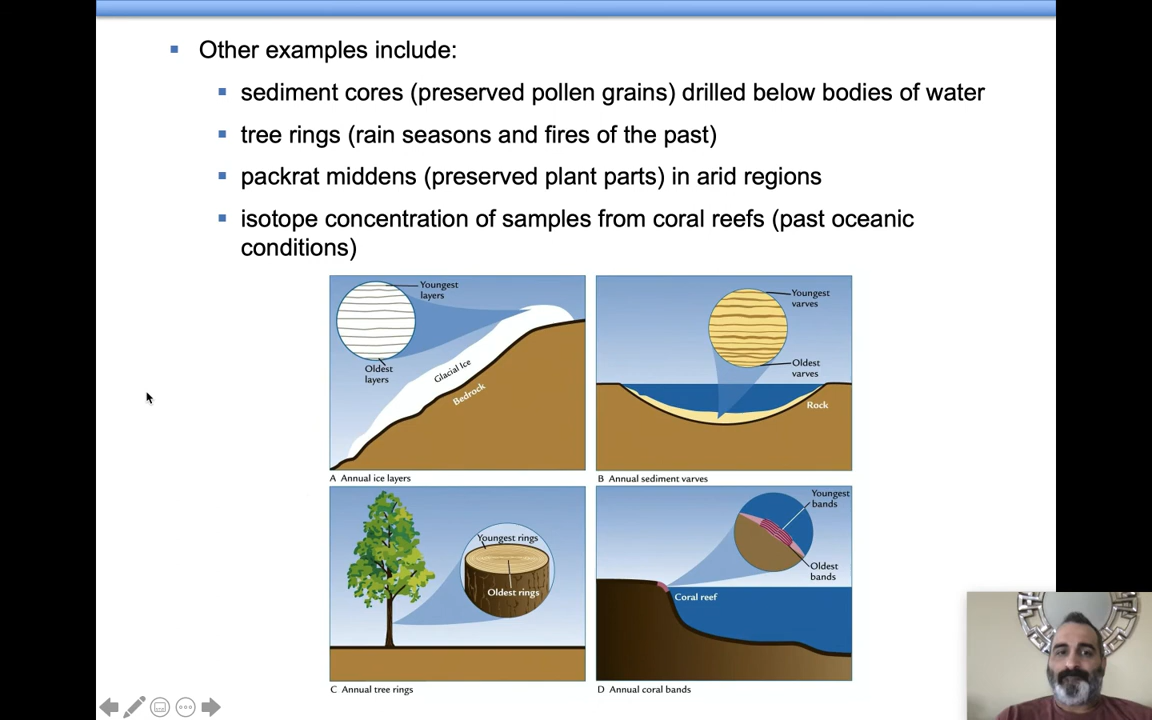 Other examples include:
sediment cores (preserved pollen grains) drilled below bodies of water
tree rings (rain seasons and fires of the past)
packrat middens (preserved plant parts) in arid regions
isotope concentration of samples from coral reefs (past oceanic
conditions)
Youngest
layers
Oldest
layers
Glacial Ice
Bedrock
A Annual ice layers
Youngest
varves
Oldest
varves
Rock
B Annual sediment varves
Youngest rings
Oldest rings
C Annual tree rings
Youngest
bands
Oldest
bands
Coral reef
D Annual coral bands